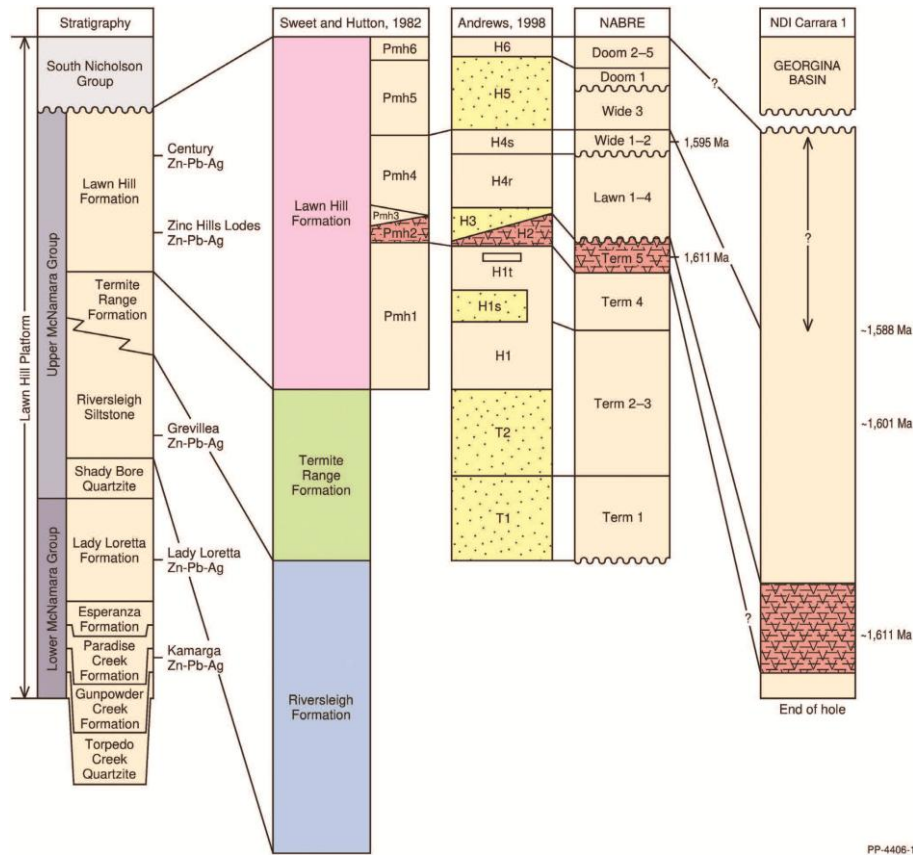 Stratigraphy
South Nicholson
Group
Lawn Hill
Formation
Termite
Range
Formation
Riversleigh
Siltstone
Shady Bore
Quartzite
Lady Loretta
Formation
Esperanza
Formation
Paradise
Creek
Formation
Gunpowder
Creek
Formation
Torpedo
Creek
Quartzite
Lawn Hill Platform
Upper McNamara Group
Lower McNamara Group
Century
Zn-Pb-Ag
Zinc Hills Lodes
Zn-Pb-Ag
Grevillea
Zn-Pb-Ag
Lady Loretta
Zn-Pb-Ag
Kamarga
Zn-Pb-Ag
Sweet and Hutton, 1982
Lawn Hill
Formation
Termite
Range
Formation
Riversleigh
Formation
Pmh6
Pmh5
Pmh4
Pmh3
Pmh2
Pmh1
Andrews, 1998
H6
H5
H4s
H4r
H3
H2
H1t
H1s
H1
T2
T1
NABRE
Doom 2–5
Doom 1
Wide 3
Wide 1–2
Lawn 1–4
Term 5
Term 4
Term 2–3
Term 1
1,595 Ma
1,611 Ma
?
?
NDI Carrara 1
GEORGINA
BASIN
?
~1,588 Ma
~1,601 Ma
~1,611 Ma
End of hole
PP-4406-1